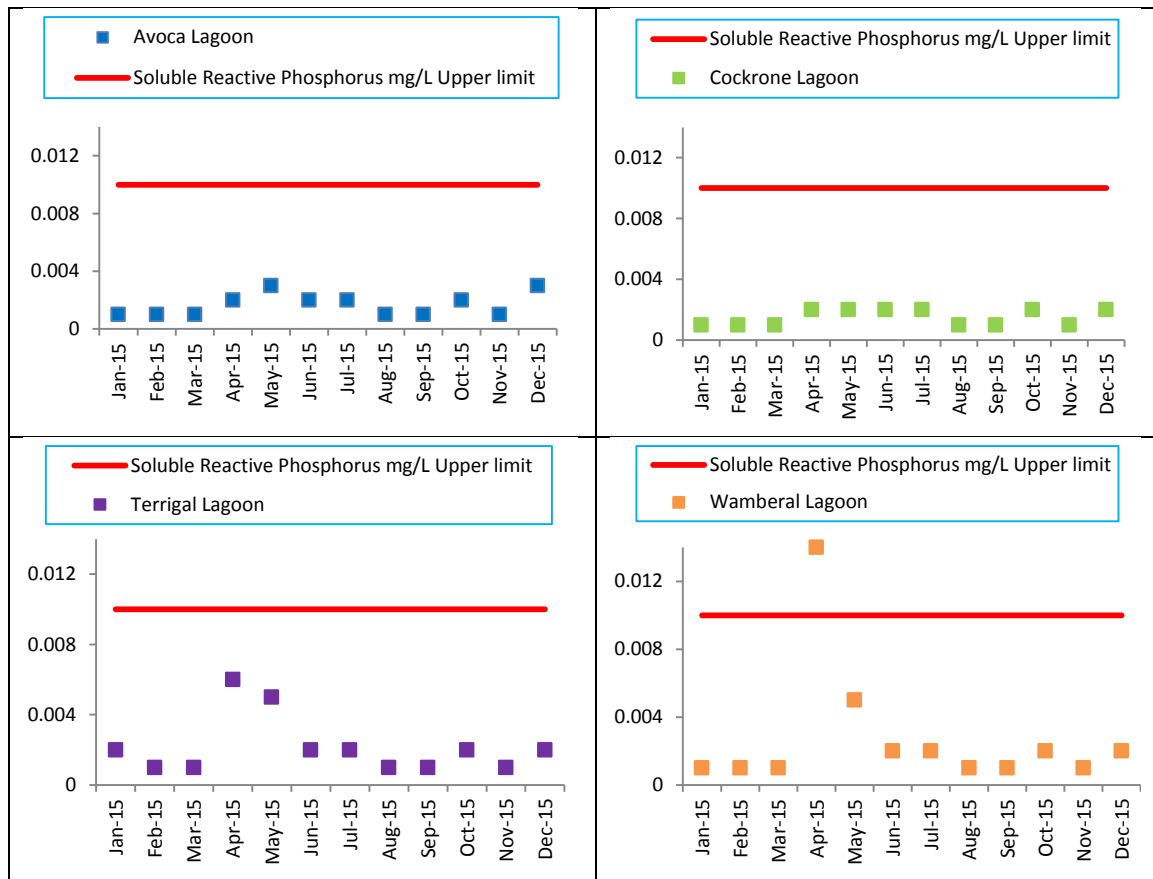 Avoca Lagoon
Soluble Reactive Phosphorus mg/L Upper limit
0.012
0.008
0.004
0
Jan-15
Feb-15
Mar-15
Apr-15
May-15
Jun-15
Jul-15
Aug-15
Sep-15
Oct-15
Nov-15
Dec-15
Soluble Reactive Phosphorus mg/L Upper limit
Cockrone Lagoon
0.012
0.008
0.004
0
Jan-15
Feb-15
Mar-15
Apr-15
May-15
Jun-15
Jul-15
Aug-15
Sep-15
Oct-15
Nov-15
Dec-15
Soluble Reactive Phosphorus mg/L Upper limit
Terrigal Lagoon
0.012
0.008
0.004
0
Jan-15
Feb-15
Mar-15
Apr-15
May-15
Jun-15
Jul-15
Aug-15
Sep-15
Oct-15
Nov-15
Dec-15
Soluble Reactive Phosphorus mg/L Upper limit
Wamberal Lagoon
0.012
0.008
0.004
0
Jan-15
Feb-15
Mar-15
Apr-15
May-15
Jun-15
Jul-15
Aug-15
Sep-15
Oct-15
Nov-15
Dec-15